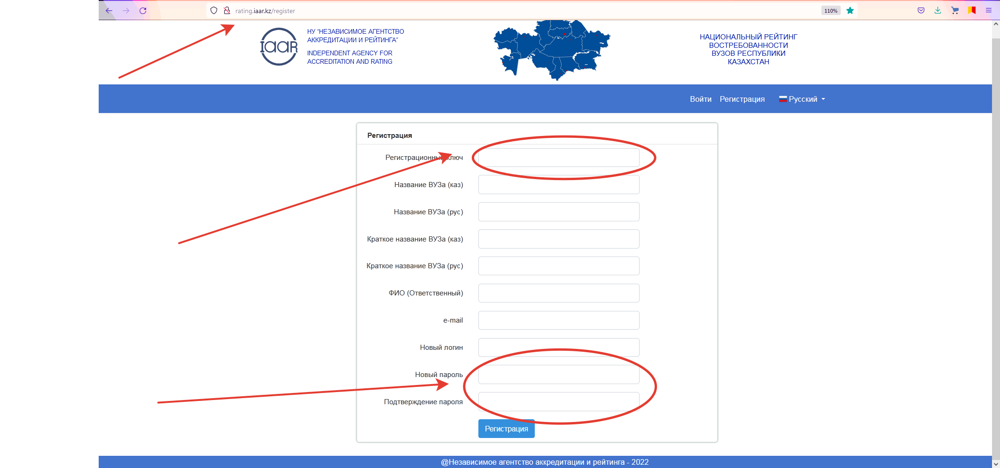 rating.iaar.kz/register
110%
iaaR
НУ “НЕЗАВИСИМОЕ АГЕНТСТВО
АККРЕДИТАЦИИ И РЕЙТИНГА”
INDEPENDENT AGENCY FOR
ACCREDITATION AND RATING
НАЦИОНАЛЬНЫЙ РЕЙТИНГ
ВОСТРЕБОВАННОСТИ
ВУЗОВ РЕСПУБЛИКИ
КАЗАХСТАН
Войти Регистрация Русский
Регистрация
Регистрационный ключ
Название ВУЗа (каз)
Название ВУЗа (рус)
Краткое название ВУЗа (каз)
Краткое название ВУЗа (рус)
ФИО (Ответственный)
e-mail
Новый логин
Новый пароль
Подтверждение пароля
Регистрация
@Независимое агентство аккредитации и рейтинга - 2022